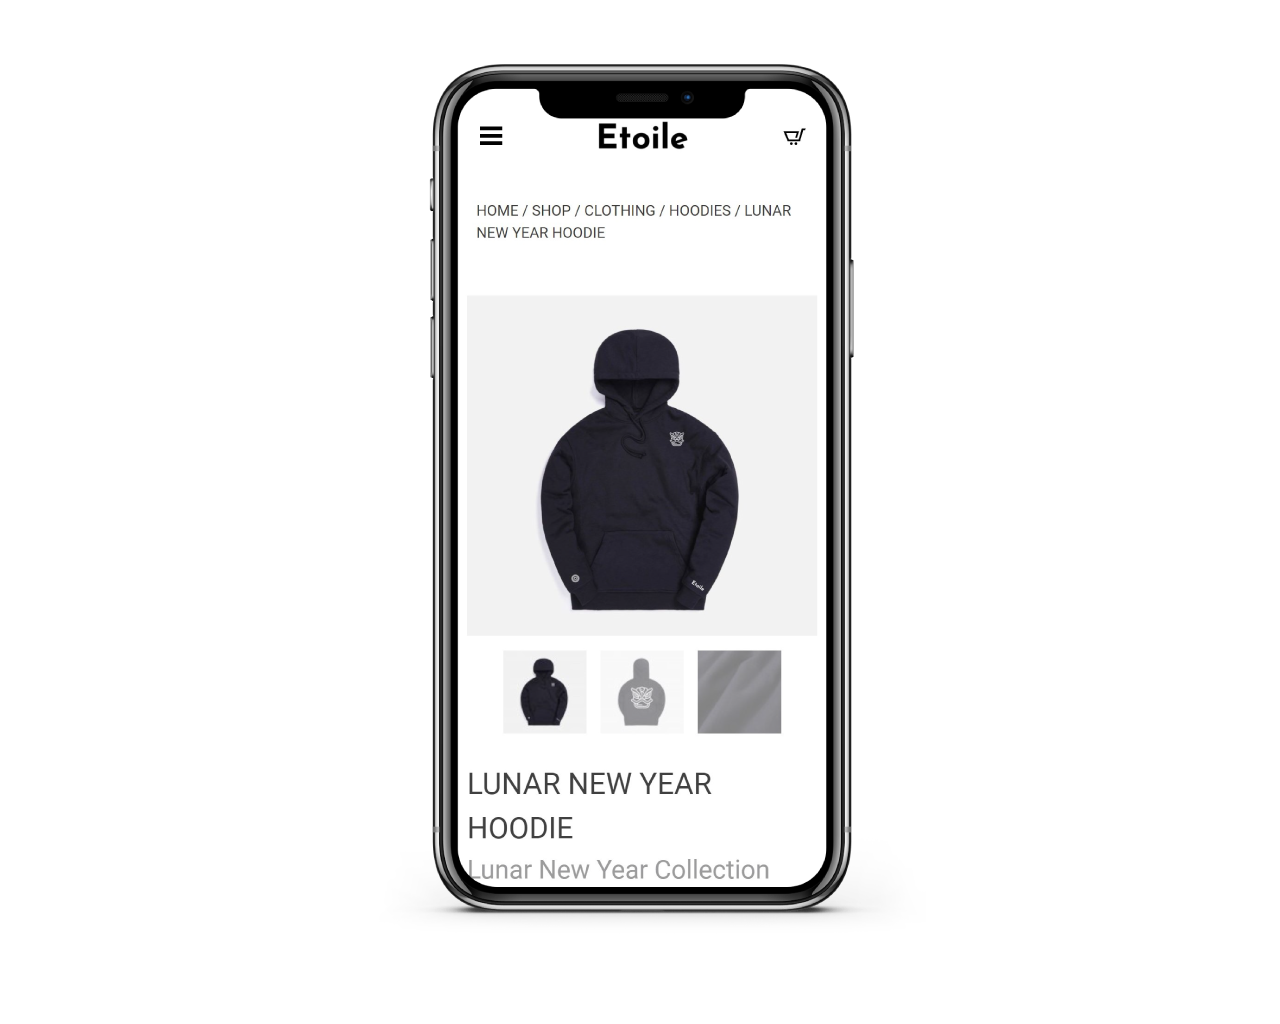 Etoile
HOME / SHOP / CLOTHING / HOODIES / LUNAR
NEW YEAR HOODIE
Etoile
LUNAR NEW YEAR
HOODIE
Lunar New Year Collection